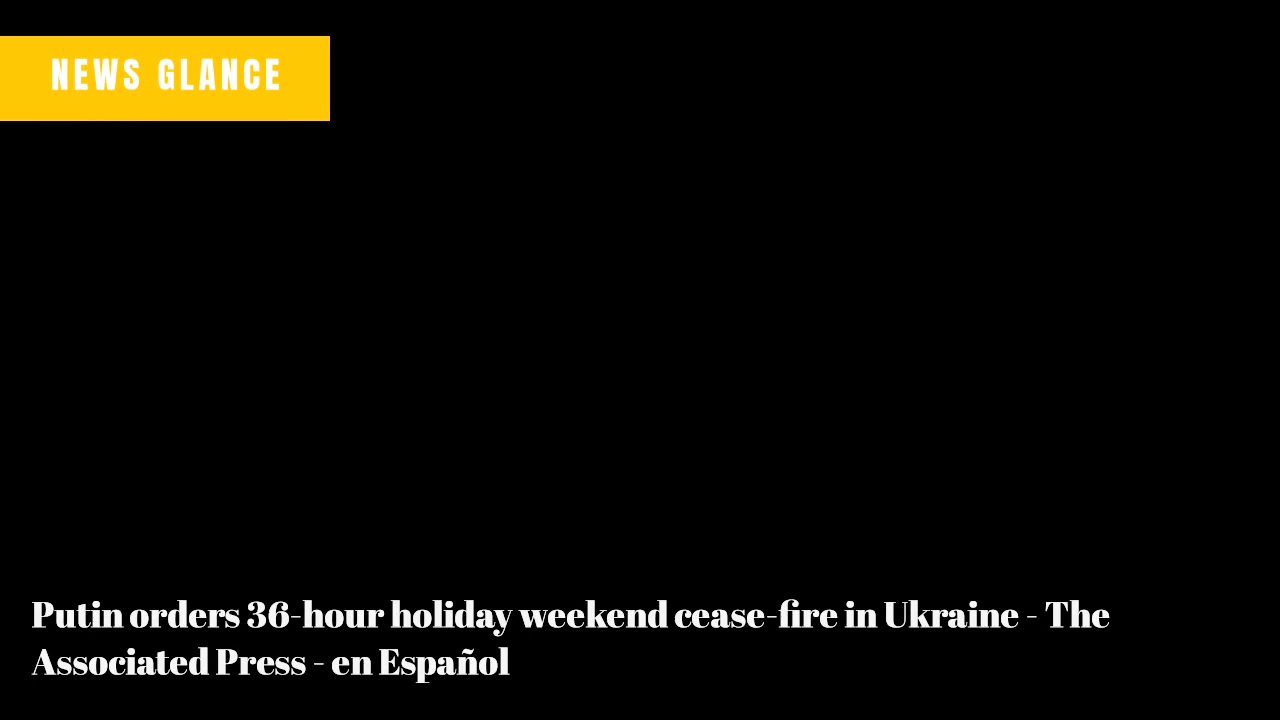 NEWS GLANCE
Putin orders 36-hour holiday weekend cease-fire in Ukraine - The
Associated Press - en Español